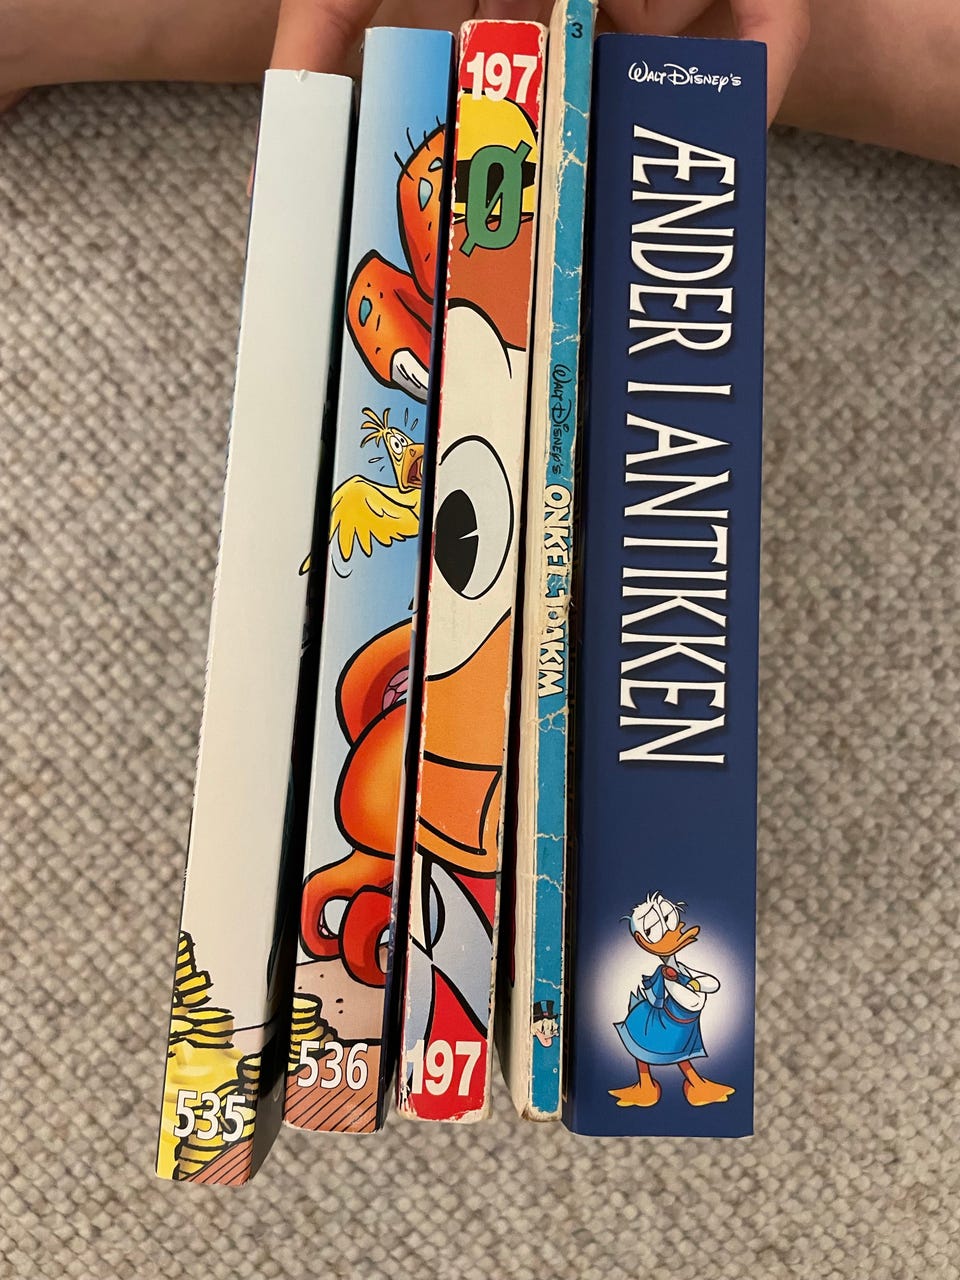 535
536
197
Ø
197
3
WALT DISNEY'S
ONKEL JOAKIM
WALT DISNEY'S
ÆNDER I ANTIKKEN